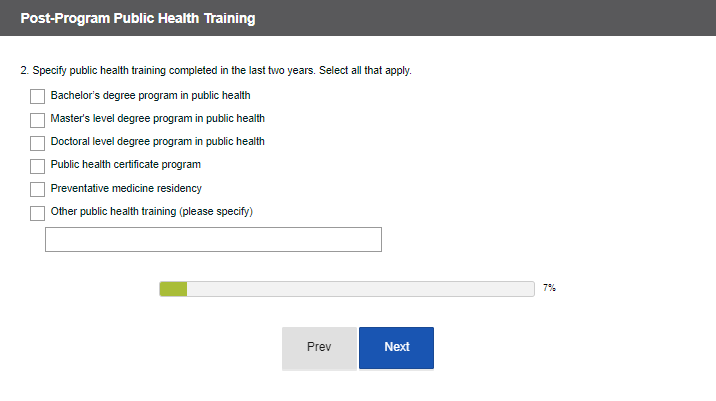 Post-Program Public Health Training
2. Specify public health training completed in the last two years. Select all that apply.
Bachelor's degree program in public health
Master's level degree program in public health
Doctoral level degree program in public health
Public health certificate program
Preventative medicine residency
Other public health training (please specify)
7%
Prev
Next